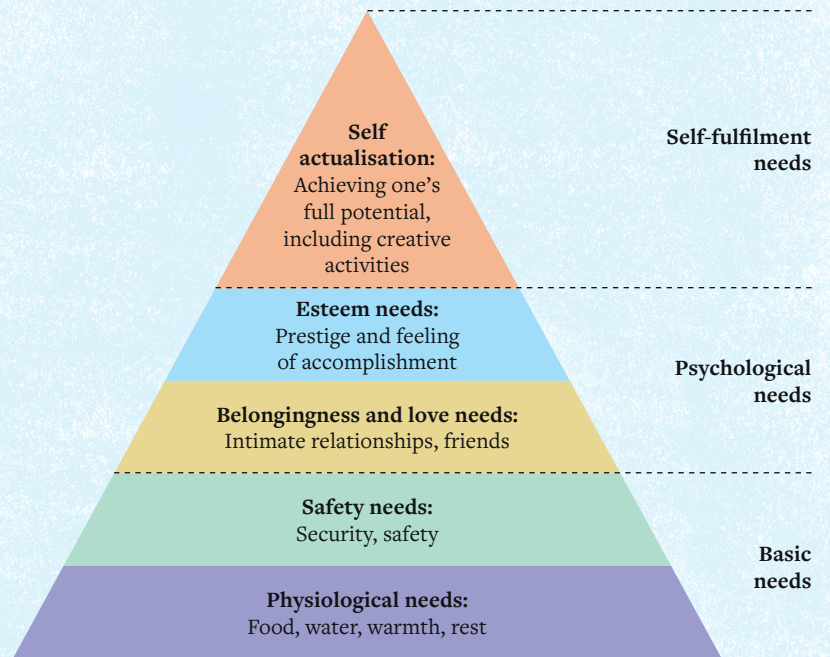 Self
actualisation:
Achieving one’s
full potential,
including creative
activities
Self-fulfilment
needs
Esteem needs:
Prestige and feeling
of accomplishment
Belongingness and love needs:
Intimate relationships, friends
Psychological
needs
Safety needs:
Security, safety
Physiological needs:
Food, water, warmth, rest
Basic
needs